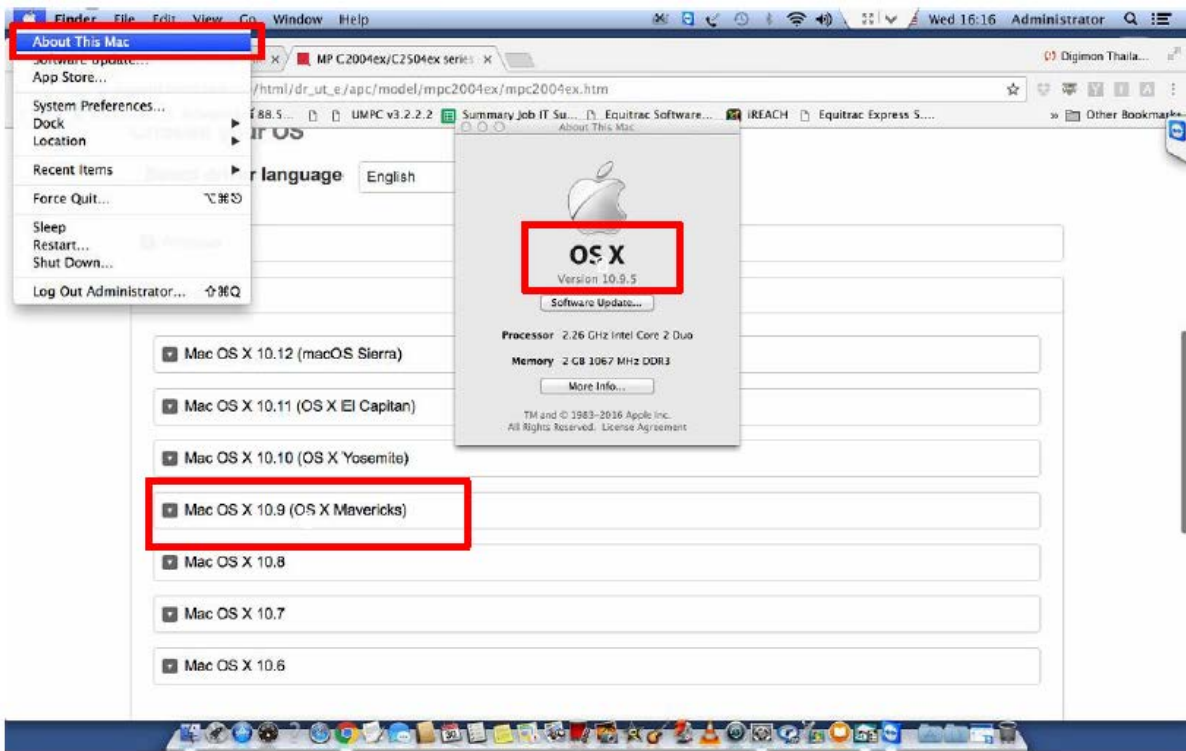 Finder File Edit View Go Window Help
Wed 16:16 Administrator
About This Mac
Software Update...
App Store...
System Preferences...
Dock
Location
Recent Items
Force Quit... ⌥⌘⎋
Sleep
Restart...
Shut Down...
Log Out Administrator... ⇧⌘Q
MP C2004ex/C2504ex series
Digimon Thaila...
/html/dr_ut_e/apc/model/mpc2004ex/mpc2004ex.htm
88.5... UMPC v3.2.2.2 Summary Job IT Su... Equitrac Software... iREACH Equitrac Express S.... » Other Bookmarks
OS
r language English
About This Mac
OS X
Version 10.9.5
Software Update...
Processor 2.26 GHz Intel Core 2 Duo
Memory 2 GB 1067 MHz DDR3
More Info...
TM and © 1983–2016 Apple Inc.
All Rights Reserved. License Agreement
Mac OS X 10.12 (macOS Sierra)
Mac OS X 10.11 (OS X El Capitan)
Mac OS X 10.10 (OS X Yosemite)
Mac OS X 10.9 (OS X Mavericks)
Mac OS X 10.8
Mac OS X 10.7
Mac OS X 10.6